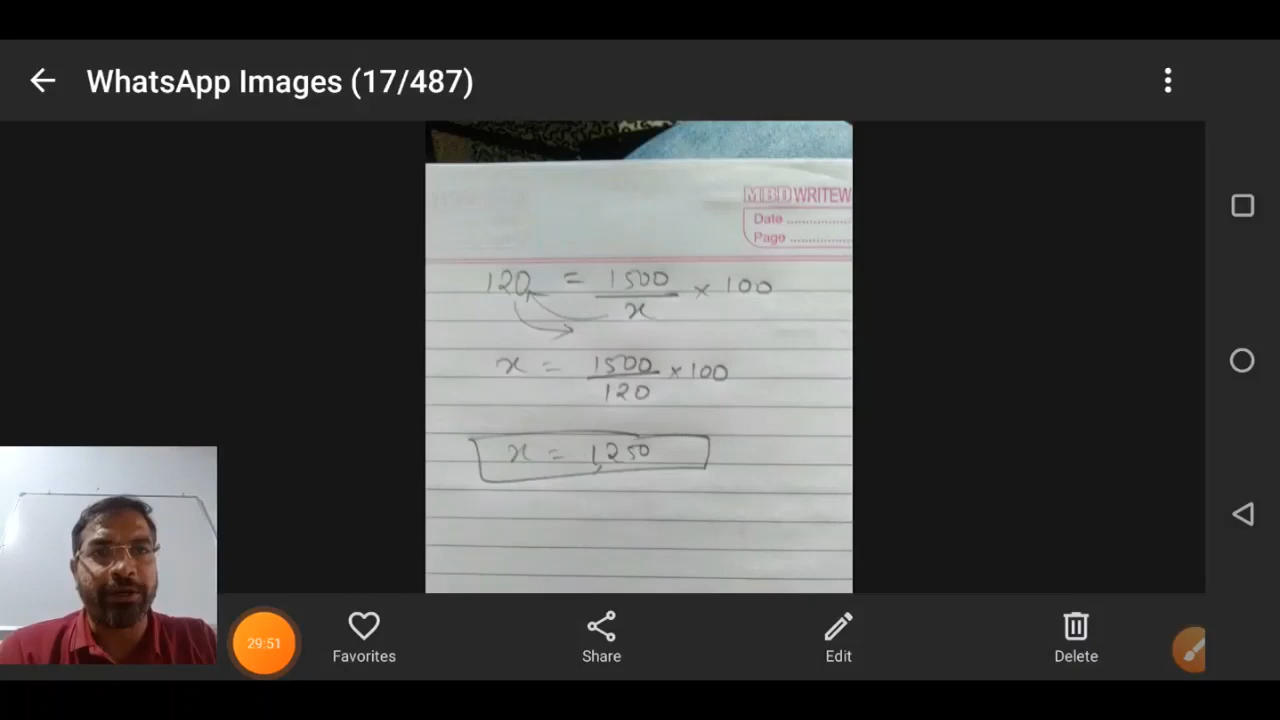 WhatsApp Images (17/487)
MBD WRITEW
Date ................
Page ................
120 = 1500/x × 100
x = 1500/120 × 100
x = 1250
29:51
Favorites
Share
Edit
Delete